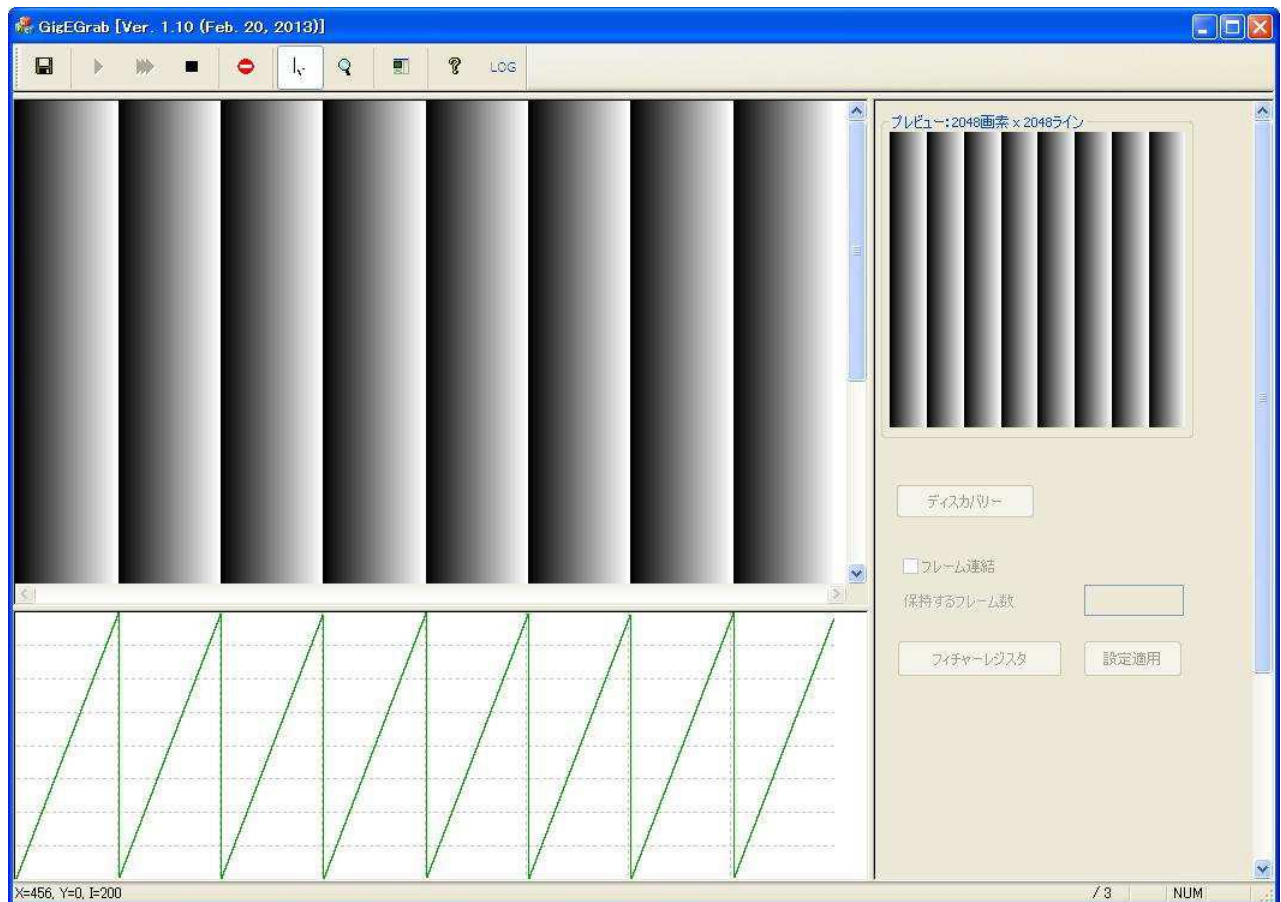 GigEGrab [Ver. 1.10 (Feb. 20, 2013)]
LOG
プレビュー:2048画素 x 2048ライン
ディスカバリー
フレーム連結
保持するフレーム数
フィチャーレジスタ
設定適用
X=456, Y=0, I=200
/ 3
NUM